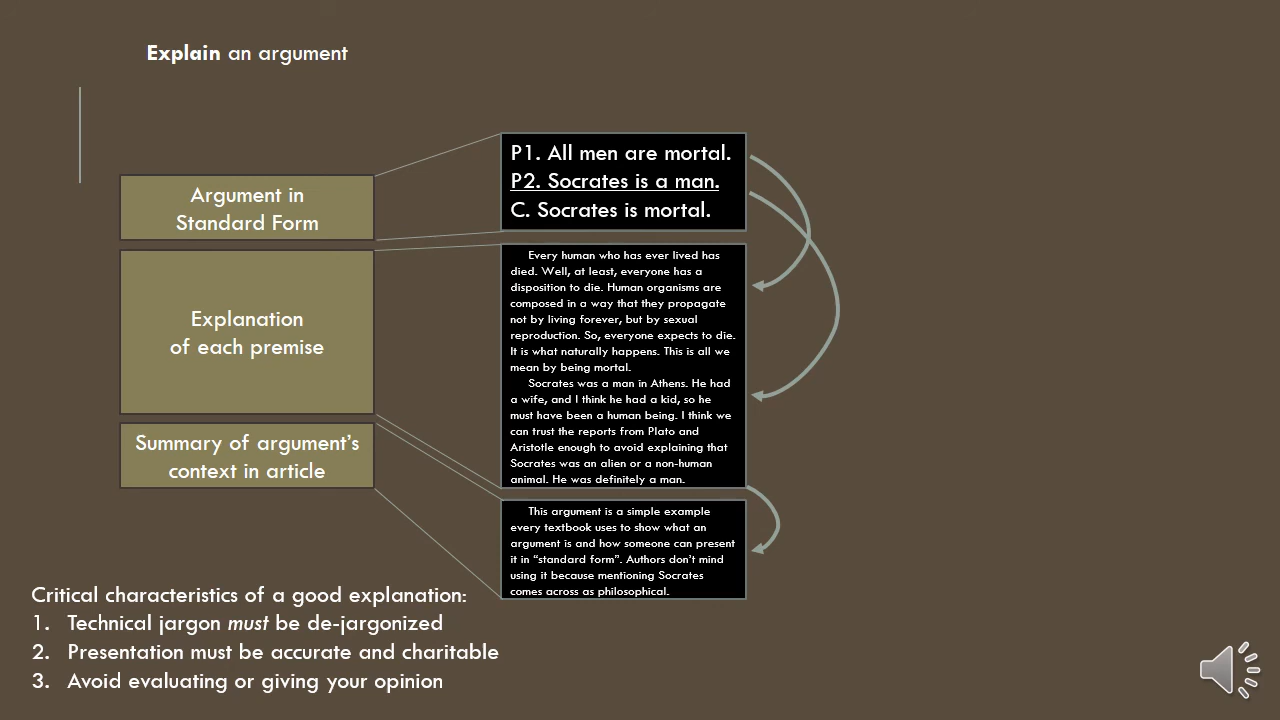 Explain an argument
Argument in
Standard Form
P1. All men are mortal.
P2. Socrates is a man.
C. Socrates is mortal.
Explanation
of each premise
Every human who has ever lived has
died. Well, at least, everyone has a
disposition to die. Human organisms are
composed in a way that they propagate
not by living forever, but by sexual
reproduction. So, everyone expects to die.
It is what naturally happens. This is all we
mean by being mortal.
Socrates was a man in Athens. He had
a wife, and I think he had a kid, so he
must have been a human being. I think we
can trust the reports from Plato and
Aristotle enough to avoid explaining that
Socrates was an alien or a non-human
animal. He was definitely a man.
Summary of argument’s
context in article
This argument is a simple example
every textbook uses to show what an
argument is and how someone can present
it in “standard form”. Authors don’t mind
using it because mentioning Socrates
comes across as philosophical.
Critical characteristics of a good explanation:
1. Technical jargon must be de-jargonized
2. Presentation must be accurate and charitable
3. Avoid evaluating or giving your opinion